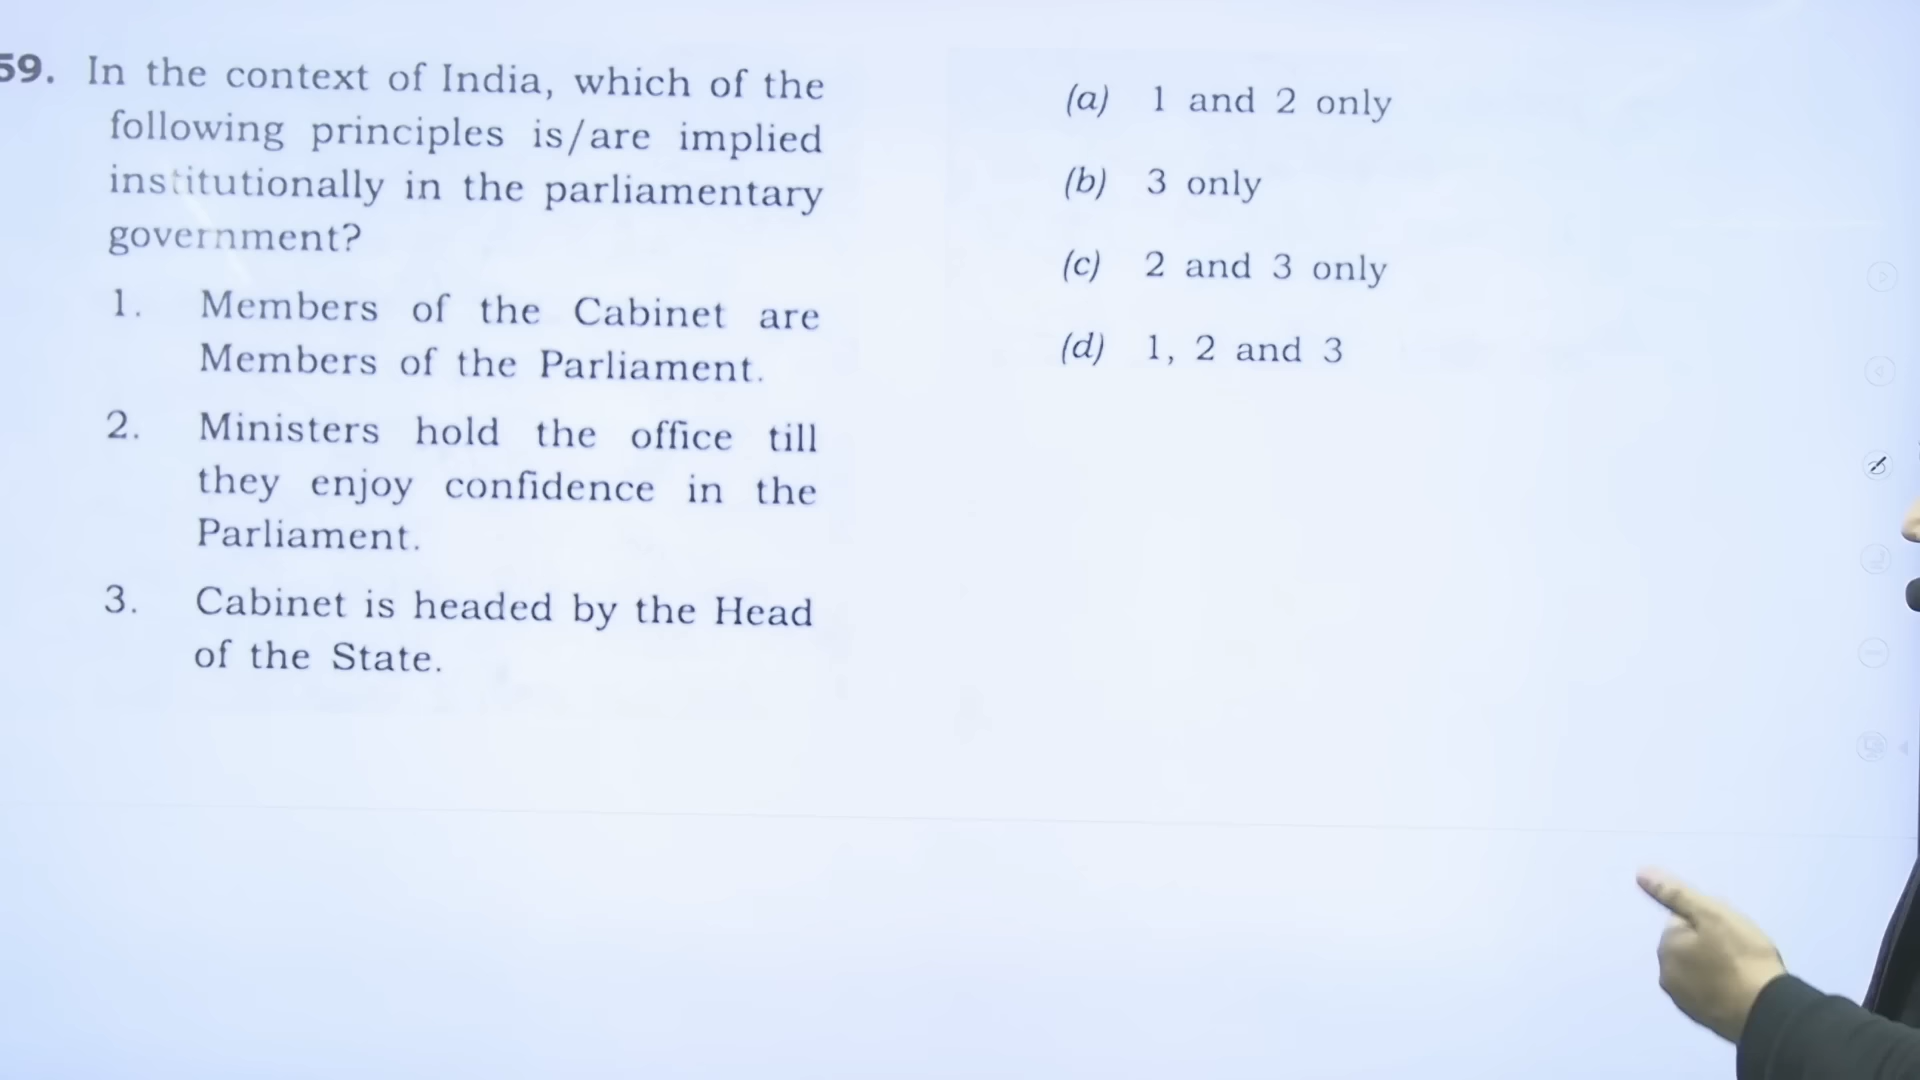 59. In the context of India, which of the
following principles is/are implied
institutionally in the parliamentary
government?
1. Members of the Cabinet are
Members of the Parliament.
2. Ministers hold the office till
they enjoy confidence in the
Parliament.
3. Cabinet is headed by the Head
of the State.
(a) 1 and 2 only
(b) 3 only
(c) 2 and 3 only
(d) 1, 2 and 3